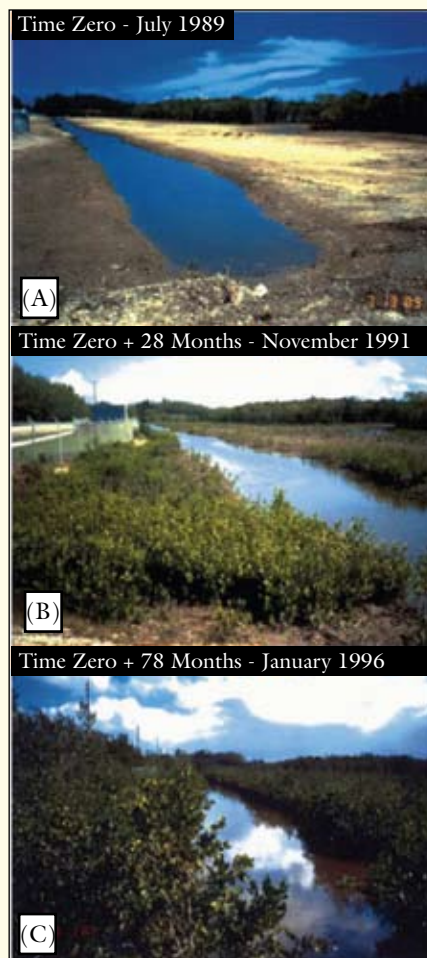 Time Zero - July 1989
(A)
Time Zero + 28 Months - November 1991
(B)
Time Zero + 78 Months - January 1996
(C)